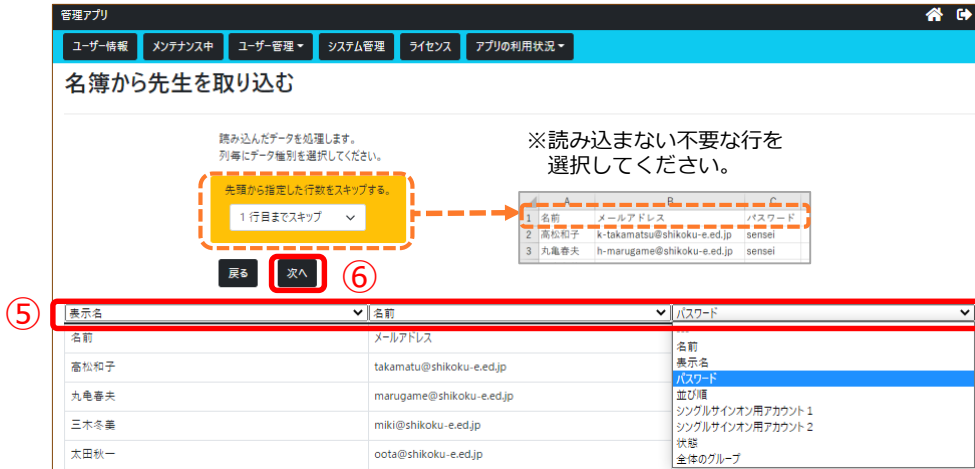 管理アプリ
ユーザー情報 メンテナンス中 ユーザー管理 システム管理 ライセンス アプリの利用状況
名簿から先生を取り込む
読み込んだデータを処理します。
列毎にデータ種別を選択してください。
※読み込まない不要な行を
選択してください。
先頭から指定した行数をスキップする。
1 行目までスキップ
A B C
1 名前 メールアドレス パスワード
2 高松和子 k-takamatsu@shikoku-e.ed.jp sensei
3 丸亀春夫 h-marugame@shikoku-e.ed.jp sensei
戻る 次へ ⑥
⑤ 表示名 名前 パスワード
名前 メールアドレス
高松和子 takamatu@shikoku-e.ed.jp
丸亀春夫 marugame@shikoku-e.ed.jp
三木冬美 miki@shikoku-e.ed.jp
太田秋一 oota@shikoku-e.ed.jp
---
名前
表示名
パスワード
並び順
シングルサインオン用アカウント 1
シングルサインオン用アカウント 2
状態
全体のグループ